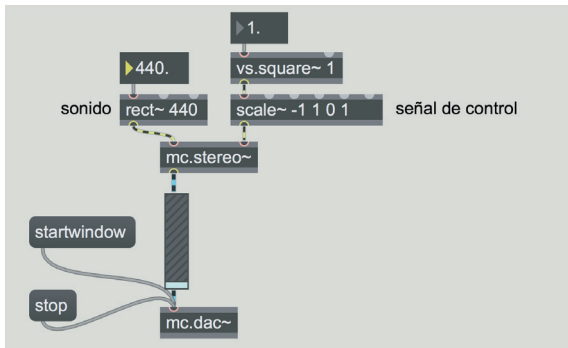 1.
440.
vs.square~ 1
sonido
rect~ 440
scale~ -1 1 0 1
señal de control
mc.stereo~
startwindow
stop
mc.dac~